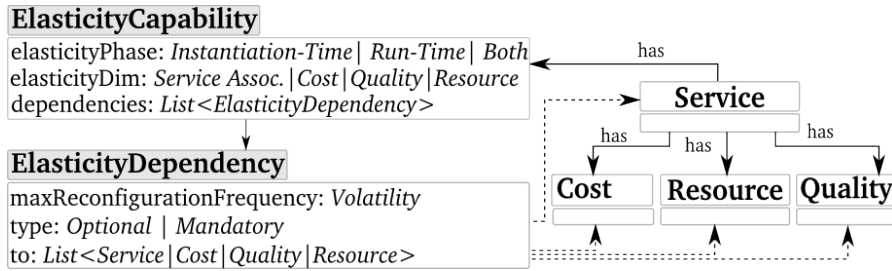 ElasticityCapability
elasticityPhase: Instantiation-Time| Run-Time| Both
elasticityDim: Service Assoc.|Cost|Quality|Resource
dependencies: List<ElasticityDependency>
has
Service
has
has
has
ElasticityDependency
maxReconfigurationFrequency: Volatility
type: Optional | Mandatory
to: List<Service|Cost|Quality|Resource>
Cost
Resource
Quality